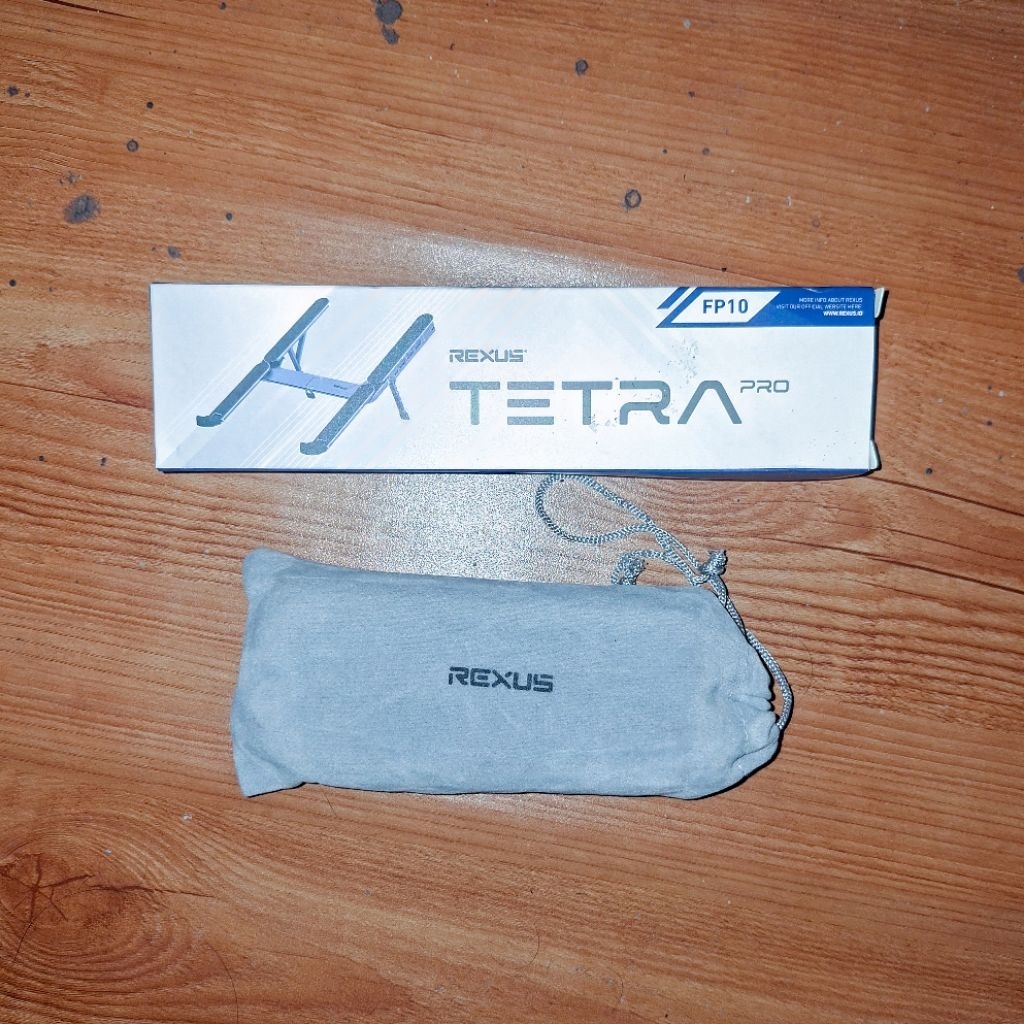 FP10
MORE INFO ABOUT REXUS
VISIT OUR OFFICIAL WEBSITE HERE:
WWW.REXUS.ID
REXUS®
TETRA PRO
REXUS